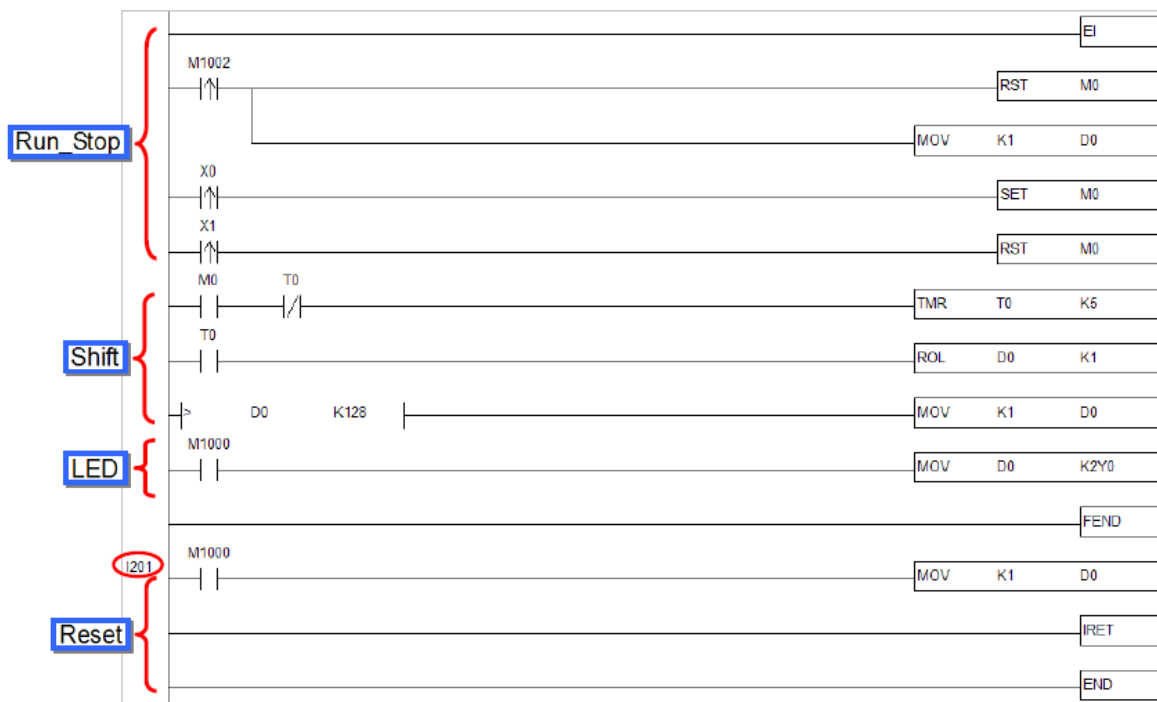 EI
M1002
RST M0
Run_Stop
MOV K1 D0
X0
SET M0
X1
RST M0
M0 T0
TMR T0 K5
T0
Shift
ROL D0 K1
> D0 K128
MOV K1 D0
M1000
LED
MOV D0 K2Y0
FEND
M1000
I201
MOV K1 D0
Reset
IRET
END